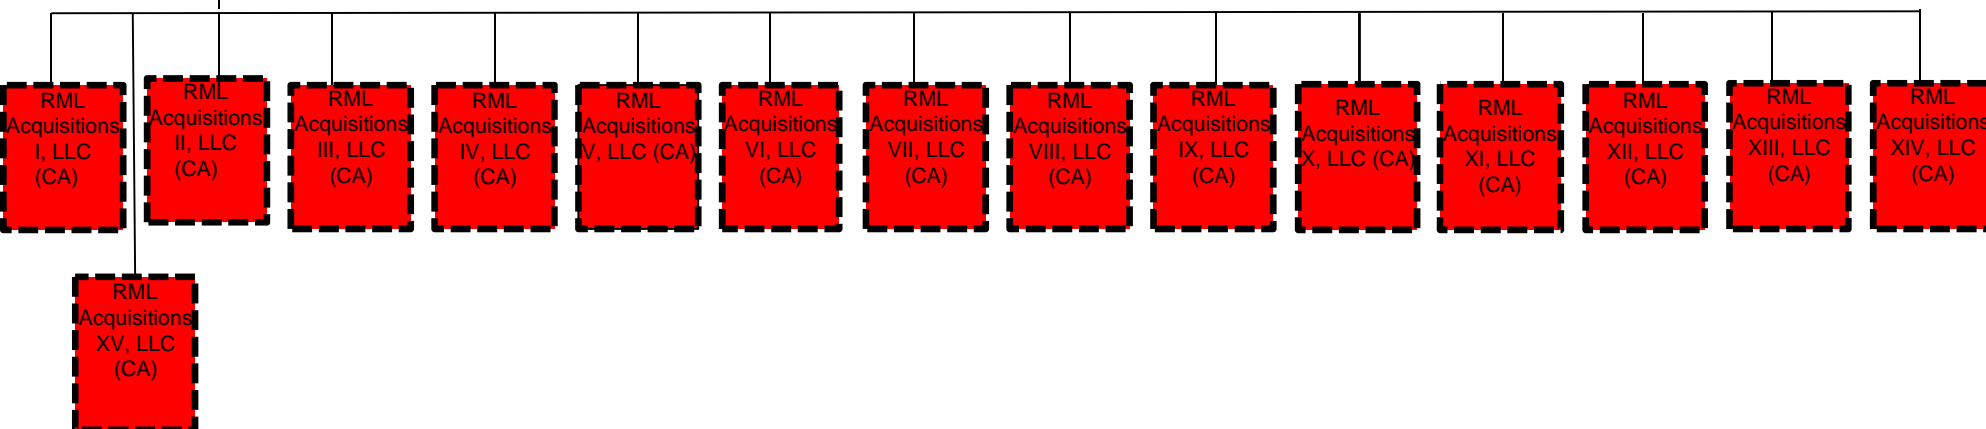 RML
Acquisitions
I, LLC
(CA)
RML
Acquisitions
II, LLC
(CA)
RML
Acquisitions
III, LLC
(CA)
RML
Acquisitions
IV, LLC
(CA)
RML
Acquisitions
V, LLC (CA)
RML
Acquisitions
VI, LLC
(CA)
RML
Acquisitions
VII, LLC
(CA)
RML
Acquisitions
VIII, LLC
(CA)
RML
Acquisitions
IX, LLC
(CA)
RML
Acquisitions
X, LLC (CA)
RML
Acquisitions
XI, LLC
(CA)
RML
Acquisitions
XII, LLC
(CA)
RML
Acquisitions
XIII, LLC
(CA)
RML
Acquisitions
XIV, LLC
(CA)
RML
Acquisitions
XV, LLC
(CA)